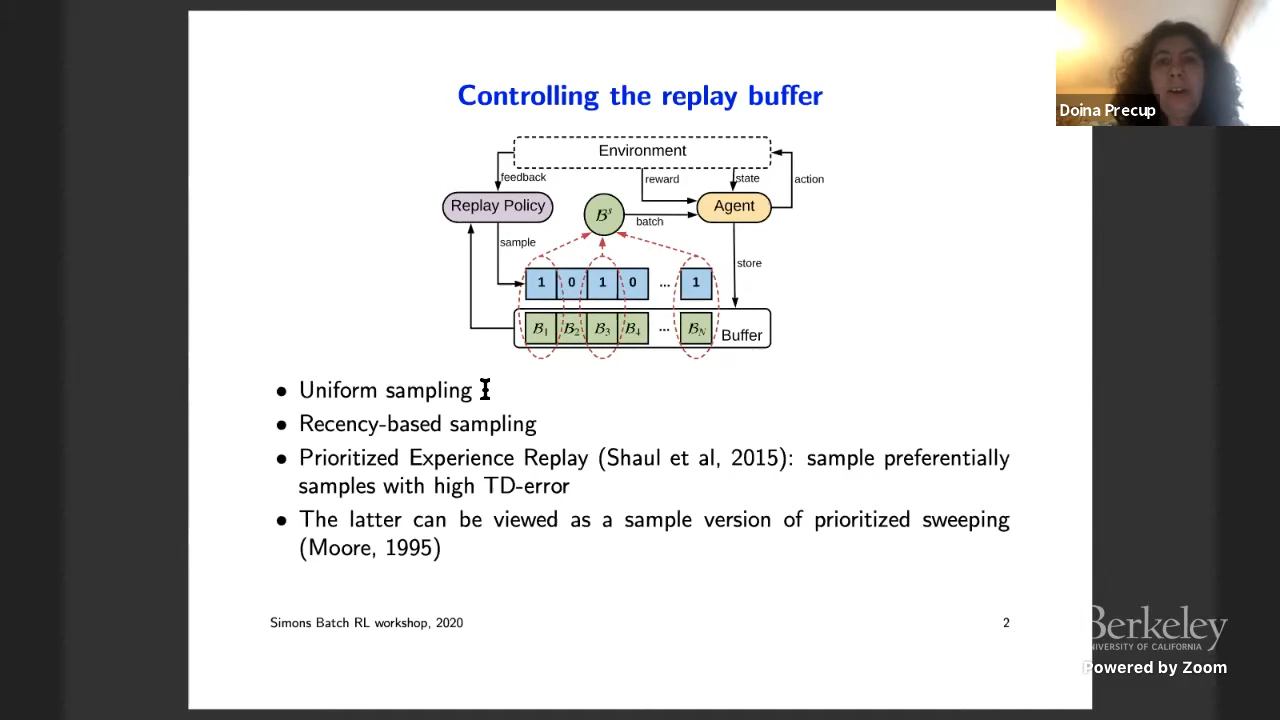 Controlling the replay buffer
Environment
feedback
reward
state
action
Replay Policy
𝓑ˢ
batch
Agent
sample
store
1 0 1 0 ... 1
𝓑₁ 𝓑₂ 𝓑₃ 𝓑₄ ... 𝓑_N Buffer
• Uniform sampling
• Recency-based sampling
• Prioritized Experience Replay (Shaul et al, 2015): sample preferentially
samples with high TD-error
• The latter can be viewed as a sample version of prioritized sweeping
(Moore, 1995)
Simons Batch RL workshop, 2020
2
Doina Precup
Berkeley
UNIVERSITY OF CALIFORNIA
Powered by Zoom